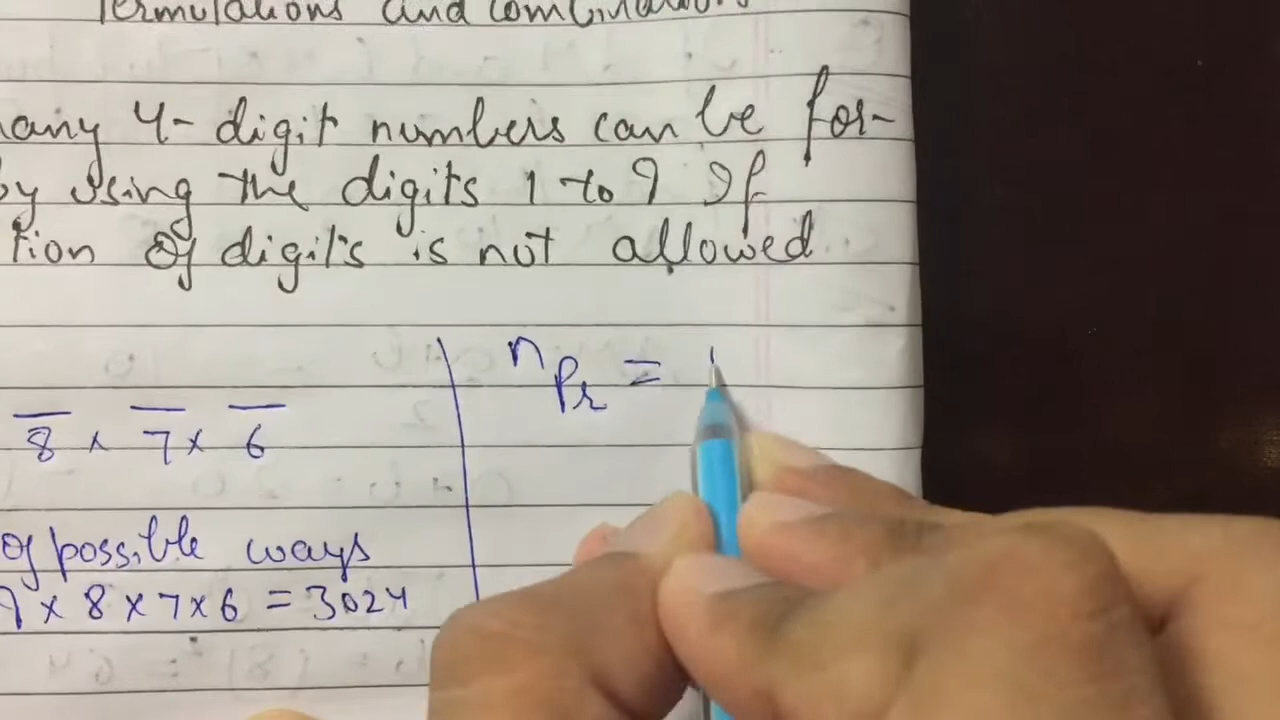 Permutations and combinations
many 4-digit numbers can be for-
by using the digits 1 to 9 If
tion of digits is not allowed
nPr =
8 × 7 × 6
of possible ways
9 × 8 × 7 × 6 = 3024